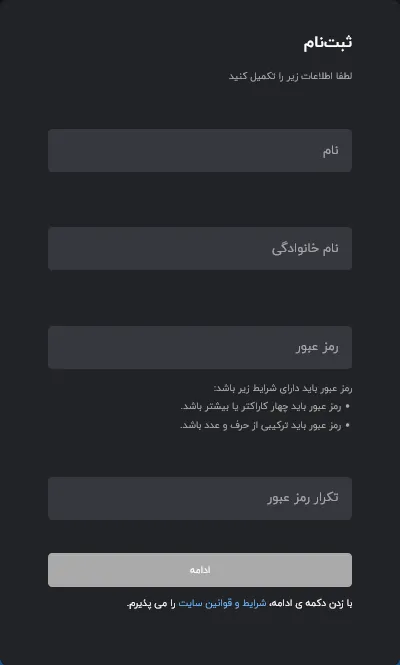 ثبت‌نام
لطفا اطلاعات زیر را تکمیل کنید
نام
نام خانوادگی
رمز عبور
رمز عبور باید دارای شرایط زیر باشد:
• رمز عبور باید چهار کاراکتر یا بیشتر باشد.
• رمز عبور باید ترکیبی از حرف و عدد باشد.
تکرار رمز عبور
ادامه
با زدن دکمه ی ادامه، شرایط و قوانین سایت را می پذیرم.